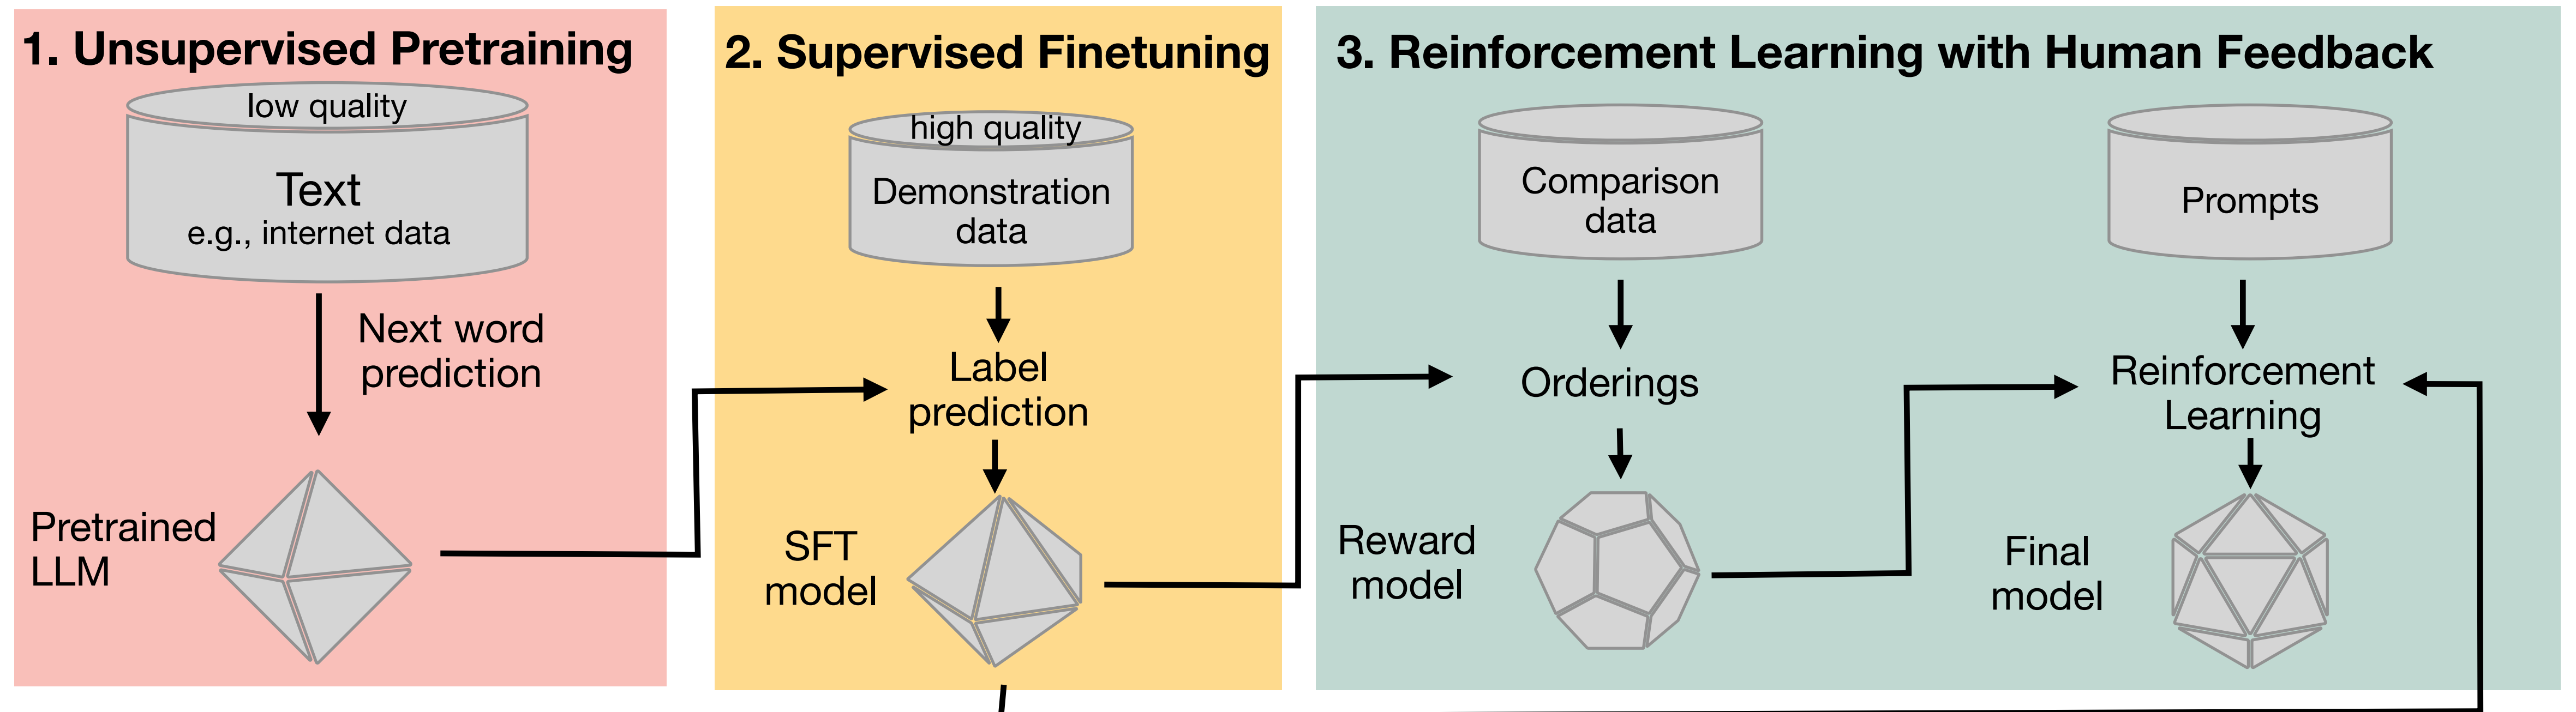 1. Unsupervised Pretraining
low quality
Text
e.g., internet data
Next word
prediction
Pretrained
LLM
2. Supervised Finetuning
high quality
Demonstration
data
Label
prediction
SFT
model
3. Reinforcement Learning with Human Feedback
Comparison
data
Orderings
Reward
model
Prompts
Reinforcement
Learning
Final
model